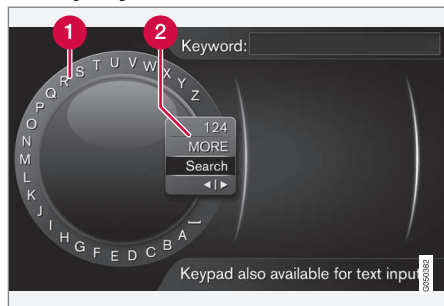 1
2
Keyword:
A B C D E F G H I J K L M N O P Q R S T U V W X Y Z
124
MORE
Search
◄|►
Keypad also available for text input
G050382